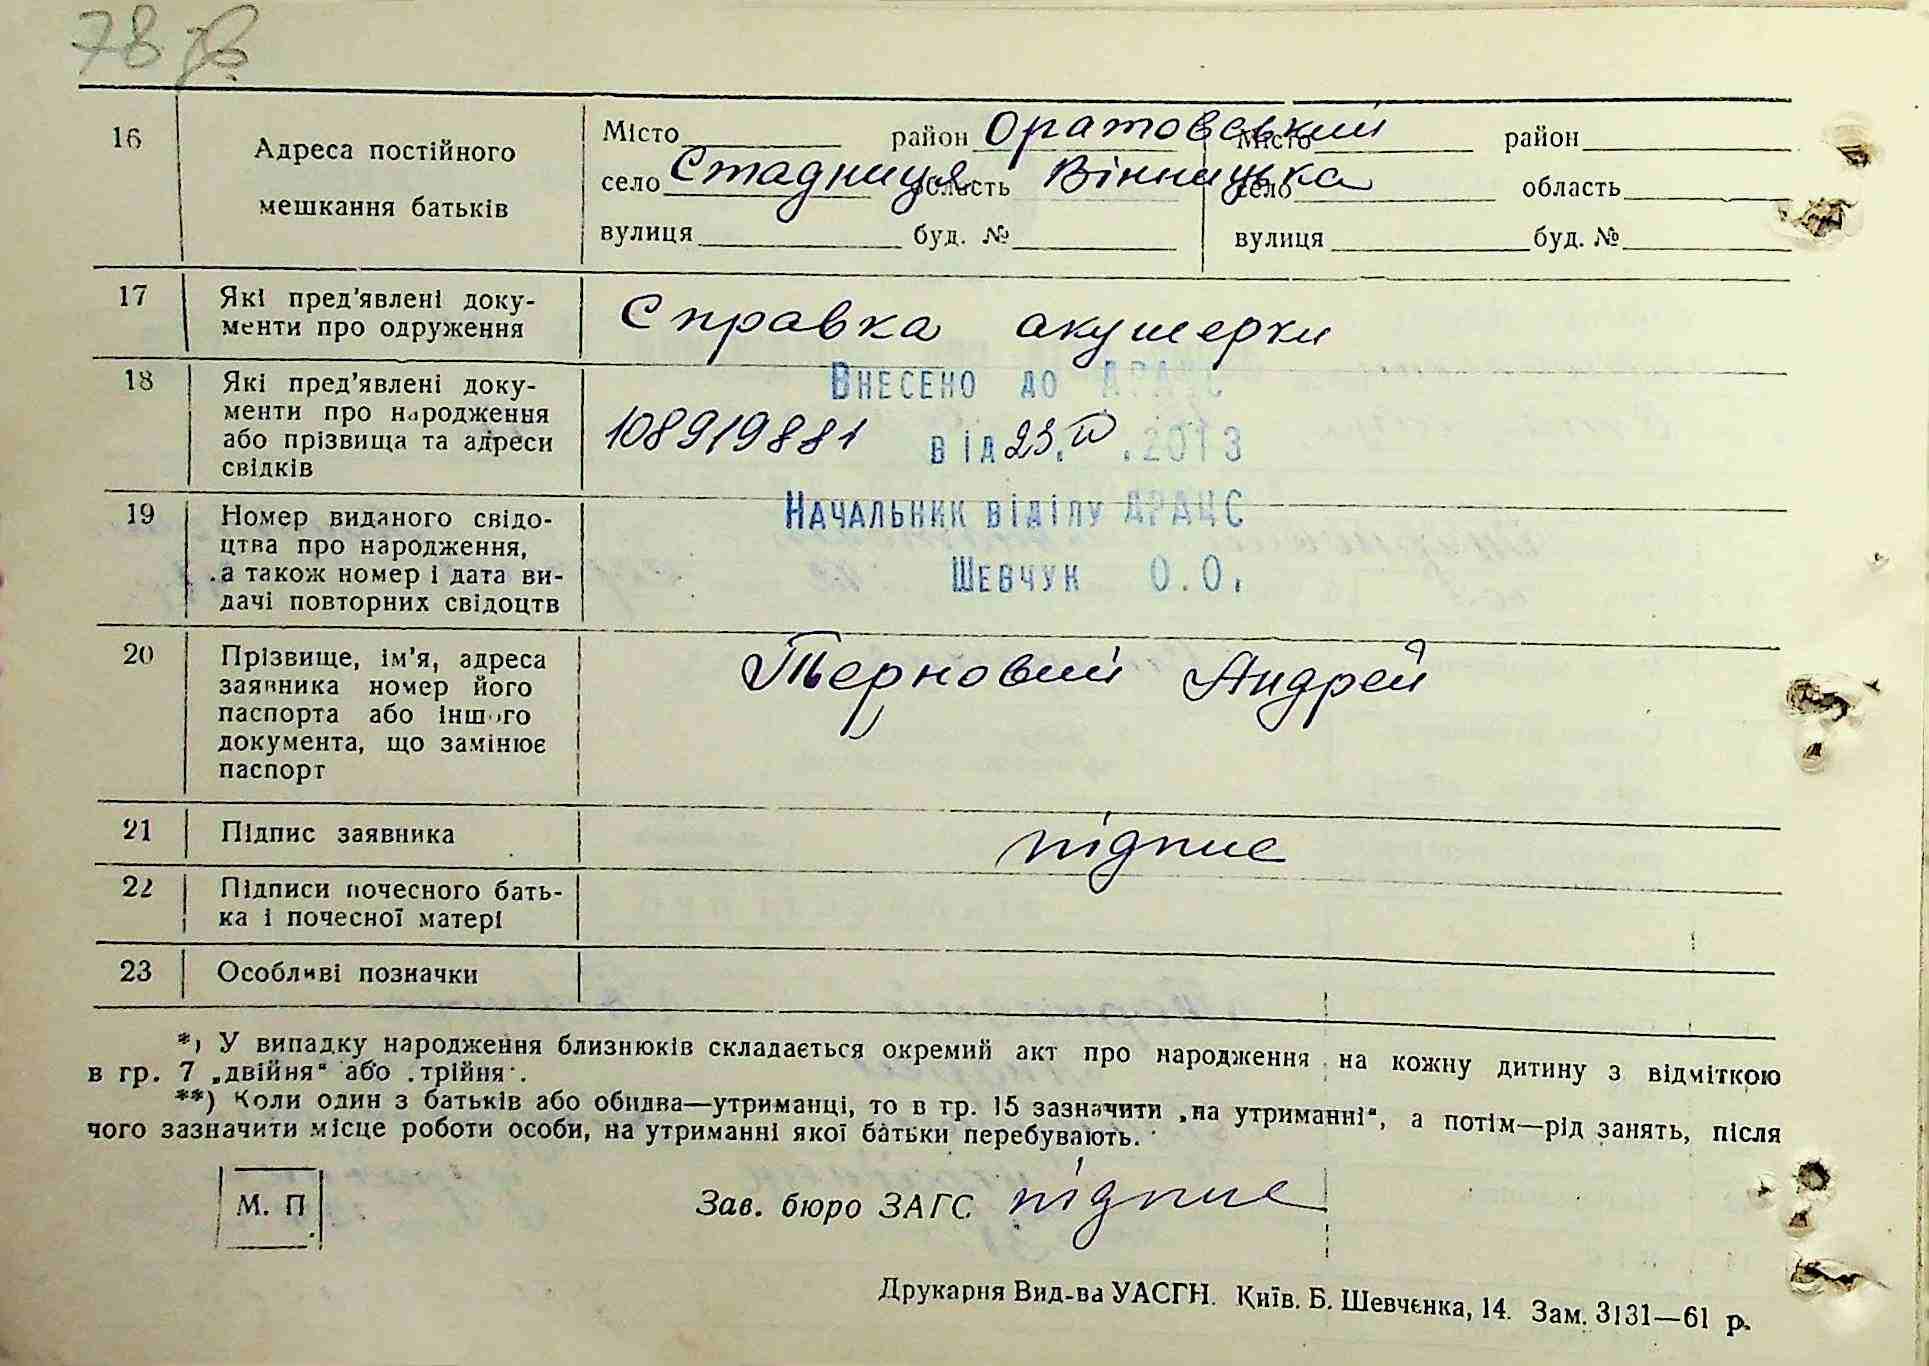 78 зв.
16 Адреса постійного мешкання батьків
Місто район Оратовський Місто район
село Стадниця область Вінницька село область
вулиця буд. № вулиця буд. №
17 Які пред'явлені доку-
менти про одруження
Справка акушерки
18 Які пред'явлені доку-
менти про народження
або прізвища та адреси
свідків
108919881
Внесено до ДРАЦС
від 23.IV.2013
Начальник відділу ДРАЦС
Шевчук О.О.
19 Номер виданого свідо-
цтва про народження,
а також номер і дата ви-
дачі повторних свідоцтв
20 Прізвище, ім'я, адреса
заявника номер його
паспорта або іншого
документа, що замінює
паспорт
Терновий Андрей
21 Підпис заявника підпис
22 Підписи почесного бать-
ка і почесної матері
23 Особливі позначки
*) У випадку народження близнюків складається окремий акт про народження на кожну дитину з відміткою
в гр. 7 „двійня" або „трійня".
**) Коли один з батьків або обидва—утриманці, то в гр. 15 зазначити „на утриманні", а потім—рід занять, після
чого зазначити місце роботи особи, на утриманні якої батьки перебувають.
М. П
Зав. бюро ЗАГС підпис
Друкарня Вид-ва УАСГН. Київ. Б. Шевченка, 14. Зам. 3131—61 р.